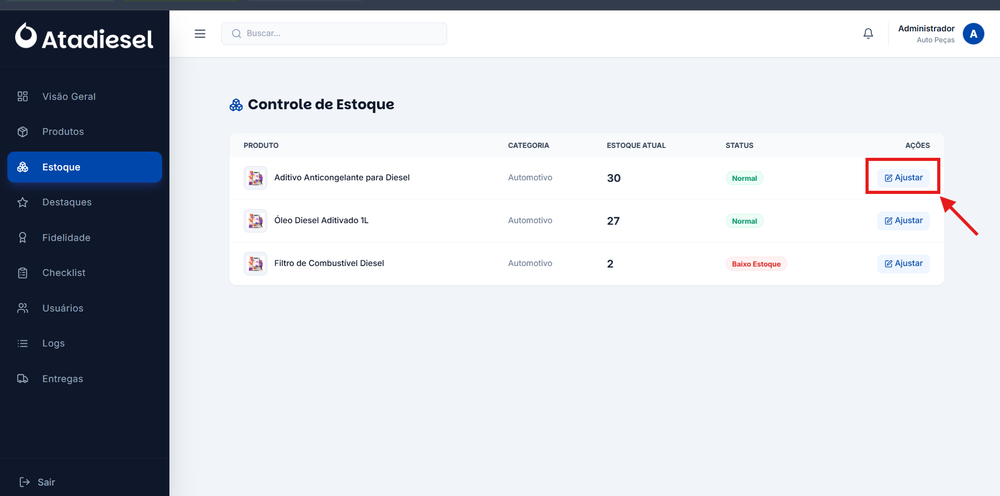 Atadiesel
Buscar...
Administrador
Auto Peças
A
Visão Geral
Produtos
Estoque
Destaques
Fidelidade
Checklist
Usuários
Logs
Entregas
Sair
Controle de Estoque
PRODUTO CATEGORIA ESTOQUE ATUAL STATUS AÇÕES
Aditivo Anticongelante para Diesel Automotivo 30 Normal Ajustar
Óleo Diesel Aditivado 1L Automotivo 27 Normal Ajustar
Filtro de Combustível Diesel Automotivo 2 Baixo Estoque Ajustar